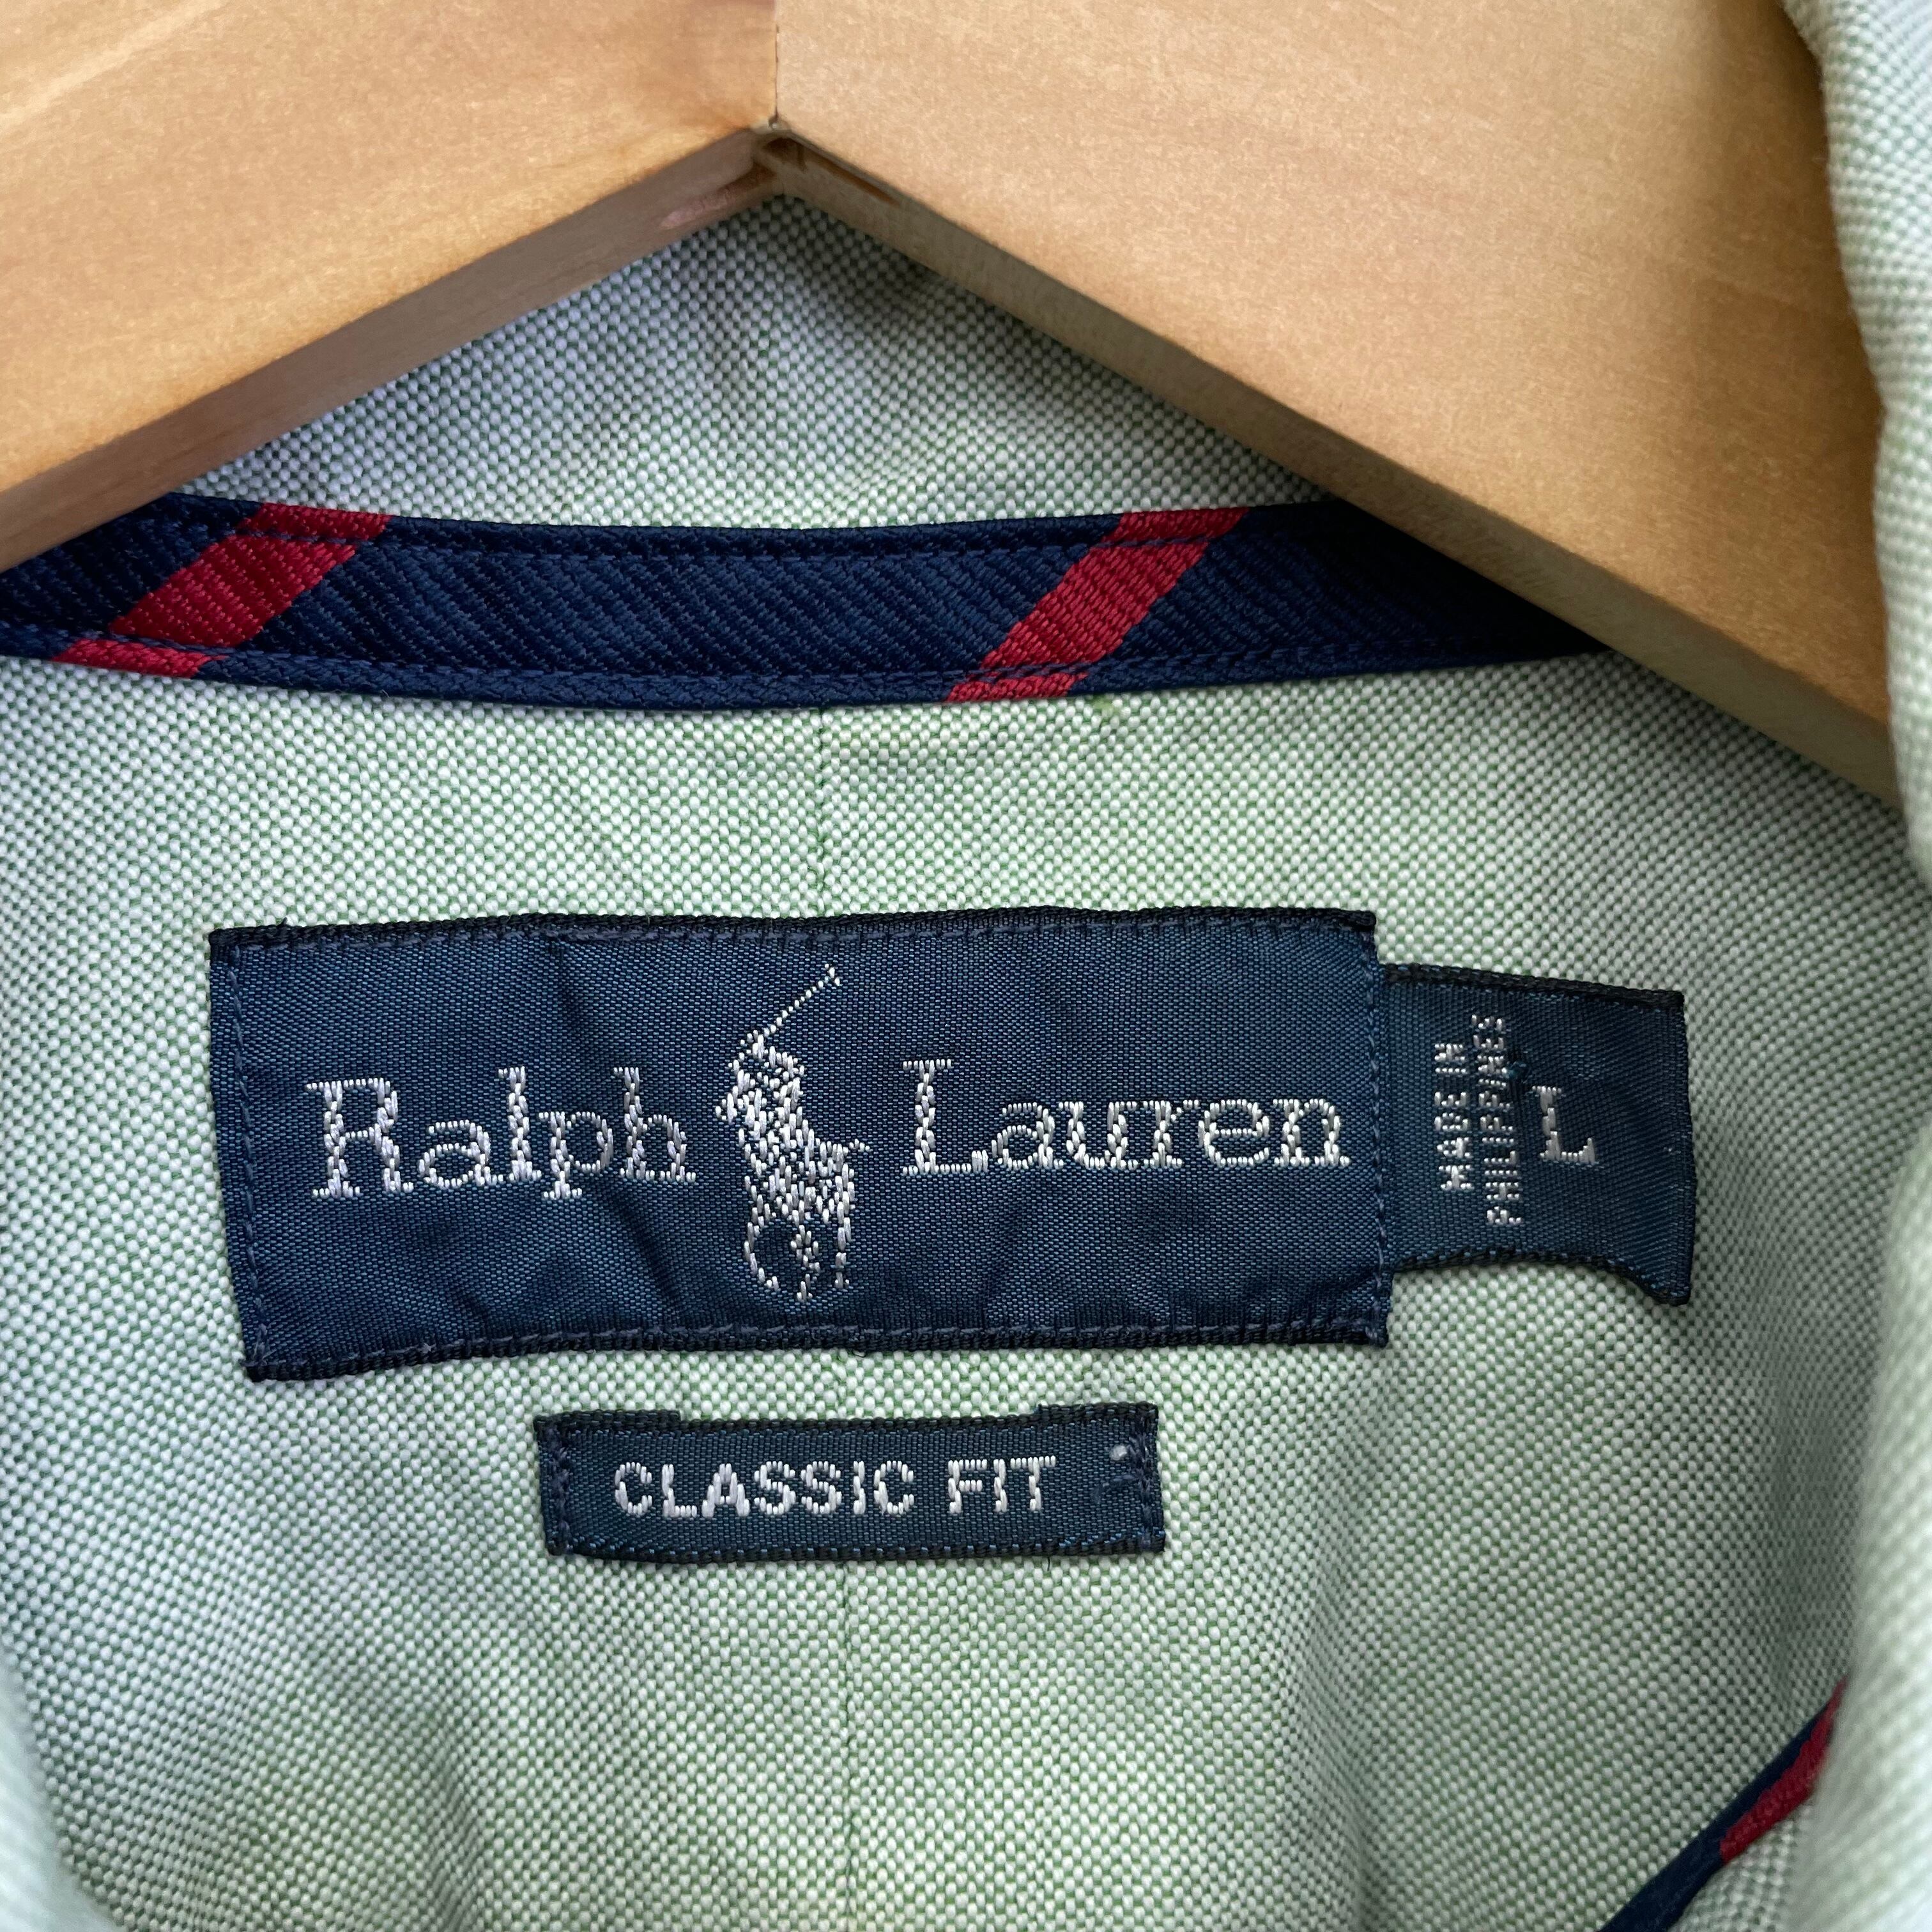 Ralph Lauren
MADE IN
PHILIPPINES
L
CLASSIC FIT